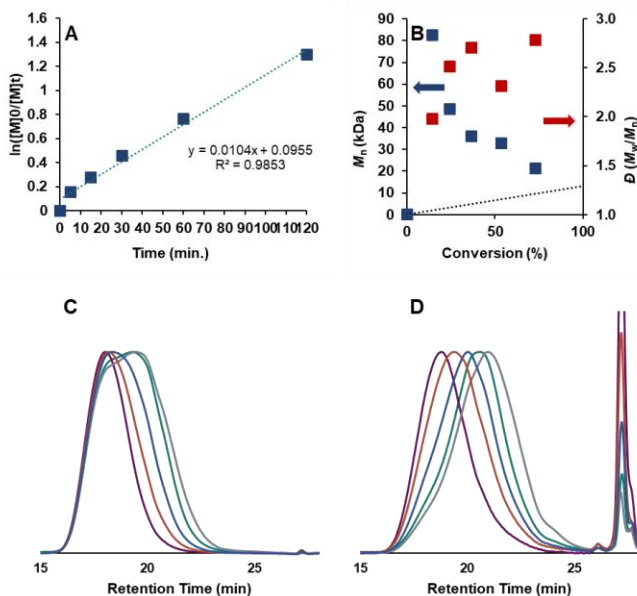 A
ln([M]0/[M]t)
1.6
1.4
1.2
1
0.8
0.6
0.4
0.2
0
y = 0.0104x + 0.0955
R² = 0.9853
0 10 20 30 40 50 60 70 80 90 100 110 120
Time (min.)
B
Mn (kDa)
90
80
70
60
50
40
30
20
10
0
3.0
2.5
2.0
1.5
1.0
Đ (Mw/Mn)
0 50 100
Conversion (%)
C
15 20 25
Retention Time (min)
D
15 20 25
Retention Time (min)